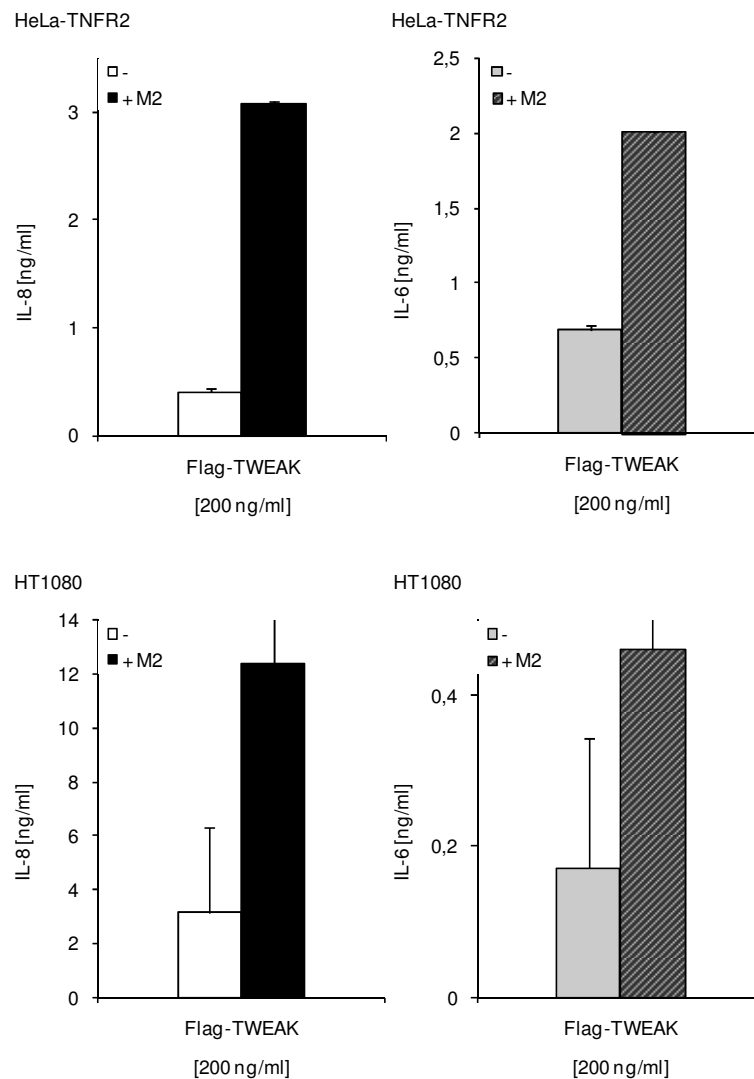 HeLa-TNFR2
IL-8 [ng/ml]
3
2
1
0
-
+ M2
Flag-TWEAK
[200 ng/ml]
HeLa-TNFR2
IL-6 [ng/ml]
2,5
2
1,5
1
0,5
0
-
+ M2
Flag-TWEAK
[200 ng/ml]
HT1080
IL-8 [ng/ml]
14
12
10
8
6
4
2
0
-
+ M2
Flag-TWEAK
[200 ng/ml]
HT1080
IL-6 [ng/ml]
0,4
0,2
0
-
+ M2
Flag-TWEAK
[200 ng/ml]